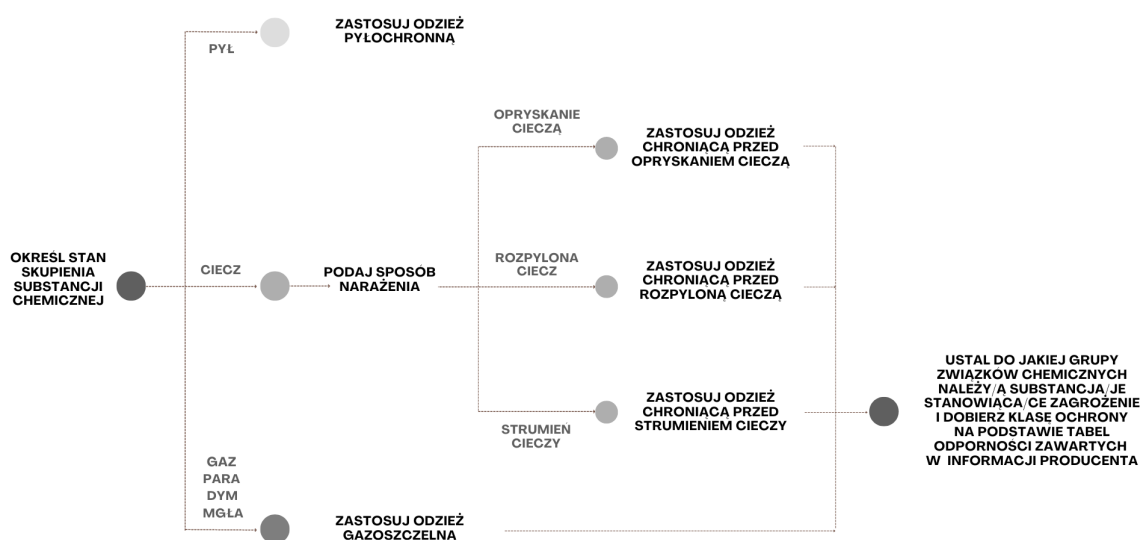 PYŁ
ZASTOSUJ ODZIEŻ
PYŁOCHRONNĄ
OPRYSKANIE
CIECZĄ
ZASTOSUJ ODZIEŻ
CHRONIĄCĄ PRZED
OPRYSKANIEM CIECZĄ
OKREŚL STAN
SKUPIENIA
SUBSTANCJI
CHEMICZNEJ
CIECZ
PODAJ SPOSÓB
NARAŻENIA
ROZPYLONA
CIECZ
ZASTOSUJ ODZIEŻ
CHRONIĄCĄ PRZED
ROZPYLONĄ CIECZĄ
STRUMIEŃ
CIECZY
ZASTOSUJ ODZIEŻ
CHRONIĄCĄ PRZED
STRUMIENIEM CIECZY
USTAL DO JAKIEJ GRUPY
ZWIĄZKÓW CHEMICZNYCH
NALEŻY/Ą SUBSTANCJA/JE
STANOWIĄCA/CE ZAGROŻENIE
I DOBIERZ KLASĘ OCHRONY
NA PODSTAWIE TABEL
ODPORNOŚCI ZAWARTYCH
W INFORMACJI PRODUCENTA
GAZ
PARA
DYM
MGŁA
ZASTOSUJ ODZIEŻ
GAZOSZCZELNĄ